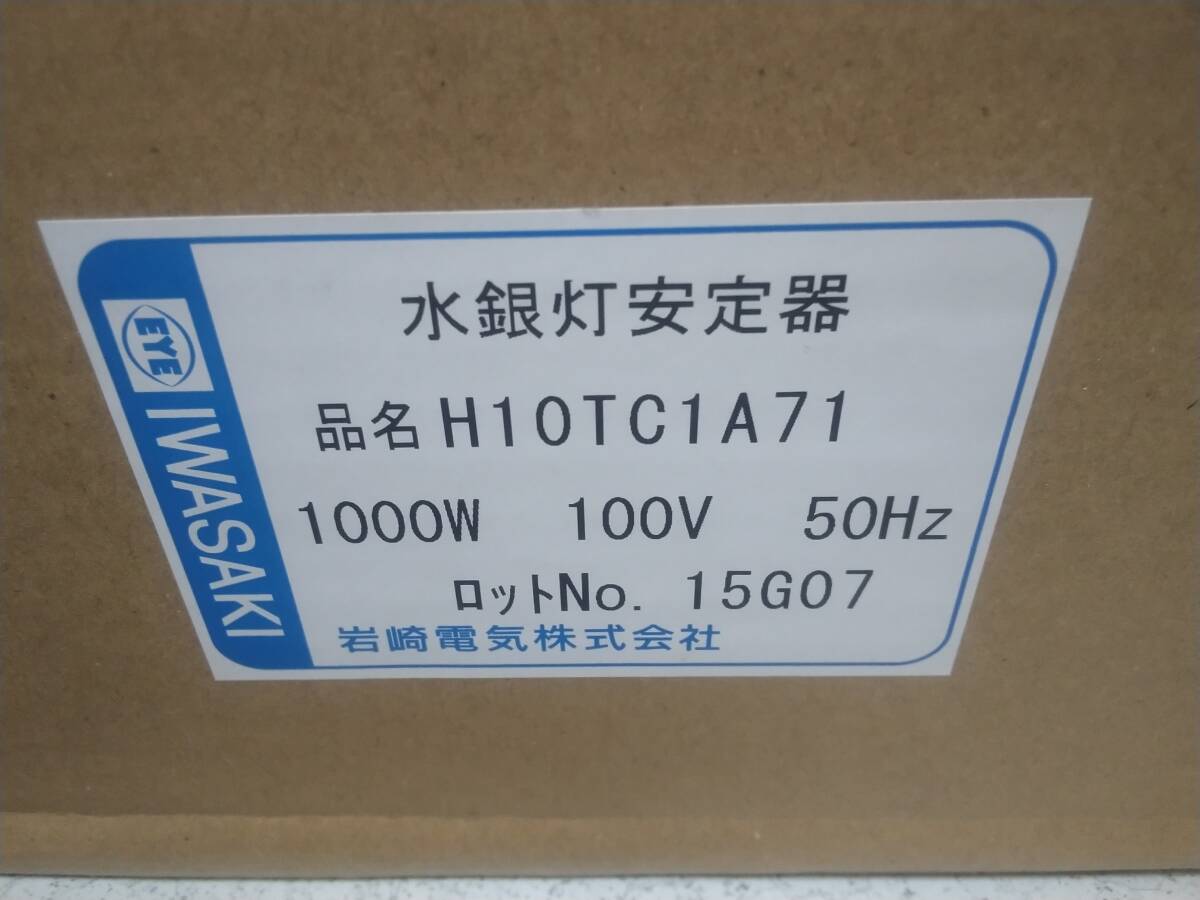 水銀灯安定器
品名 H10TC1A71
1000W 100V 50Hz
ロットNo. 15G07
岩崎電気株式会社
EYE
IWASAKI